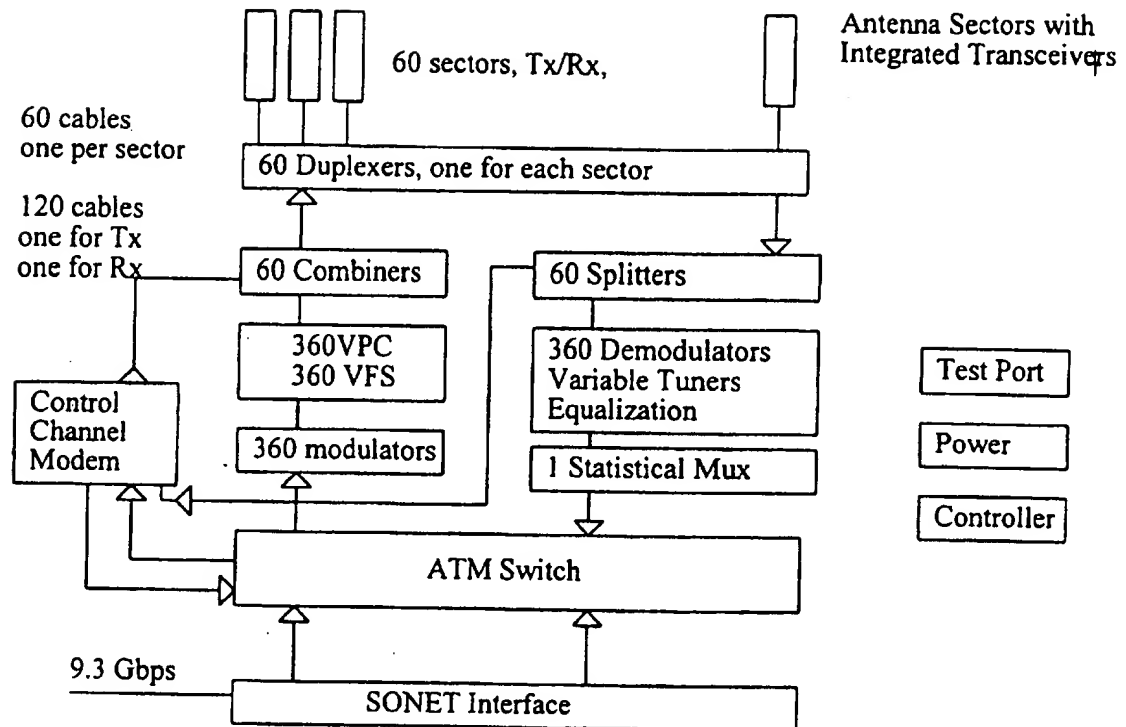 Antenna Sectors with
Integrated Transceivers
60 sectors, Tx/Rx,
60 cables
one per sector
60 Duplexers, one for each sector
120 cables
one for Tx
one for Rx
60 Combiners
60 Splitters
360VPC
360 VFS
360 Demodulators
Variable Tuners
Equalization
Test Port
Control
Channel
Modem
360 modulators
1 Statistical Mux
Power
Controller
ATM Switch
9.3 Gbps
SONET Interface